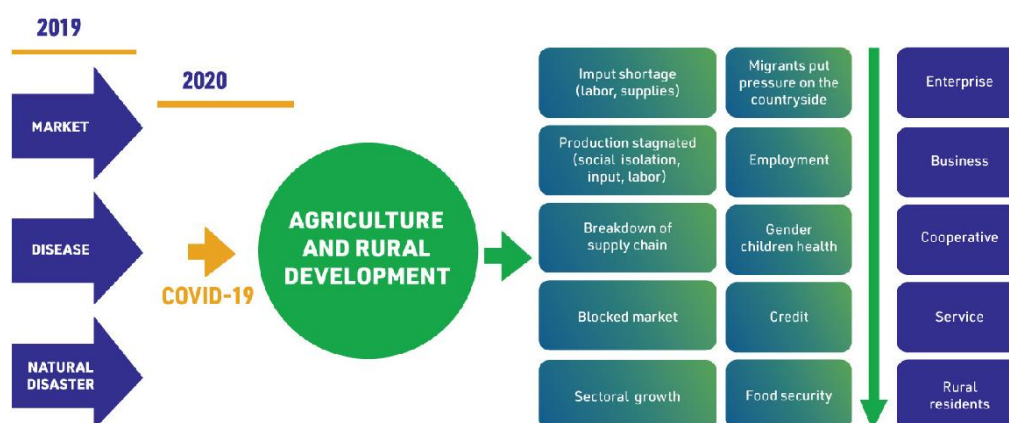 2019
MARKET
DISEASE
NATURAL
DISASTER
2020
COVID-19
AGRICULTURE
AND RURAL
DEVELOPMENT
Imput shortage
(labor, supplies)
Production stagnated
(social isolation,
input, labor)
Breakdown of
supply chain
Blocked market
Sectoral growth
Migrants put
pressure on the
countryside
Employment
Gender
children health
Credit
Food security
Enterprise
Business
Cooperative
Service
Rural
residents